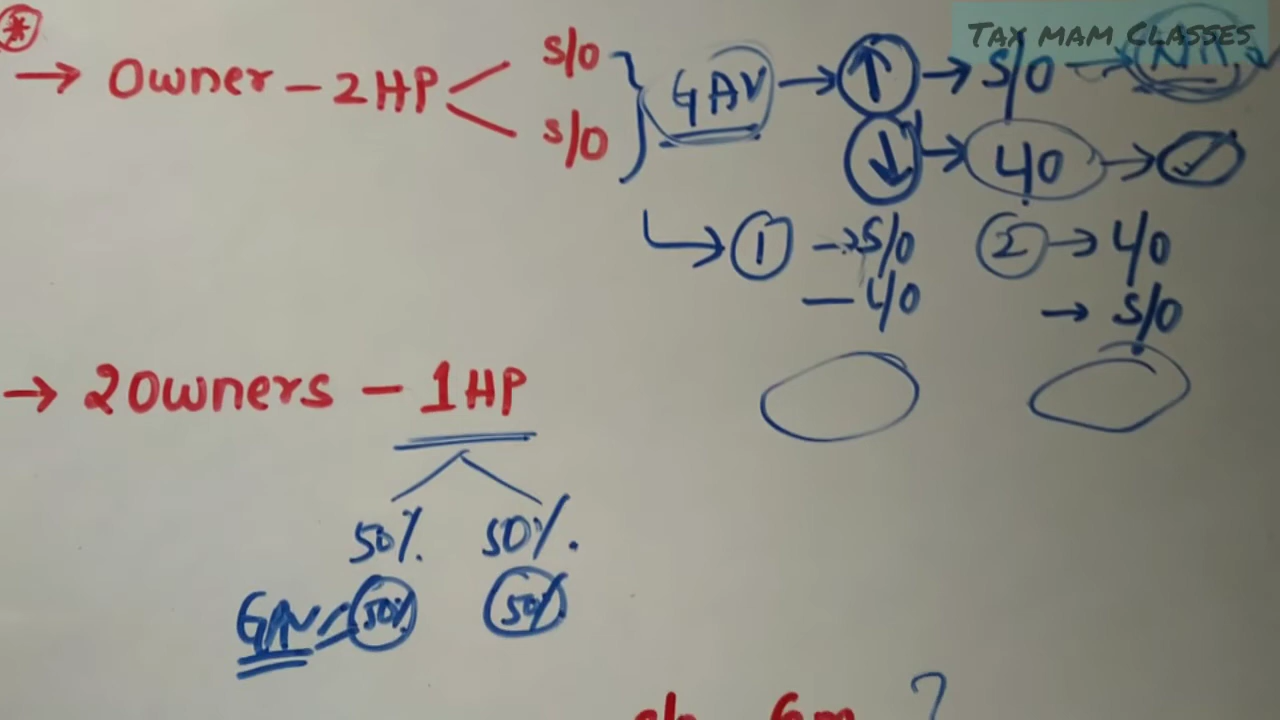 Tax mam Classes
* → Owner – 2HP
S/O
S/O
GAV → ↑ → S/O →
↓ → 40 → ✓
→ ① → S/O
– 40
② → 40
→ S/O
→ 2 Owners – 1HP
50% 50%.
GAV 50% 50%